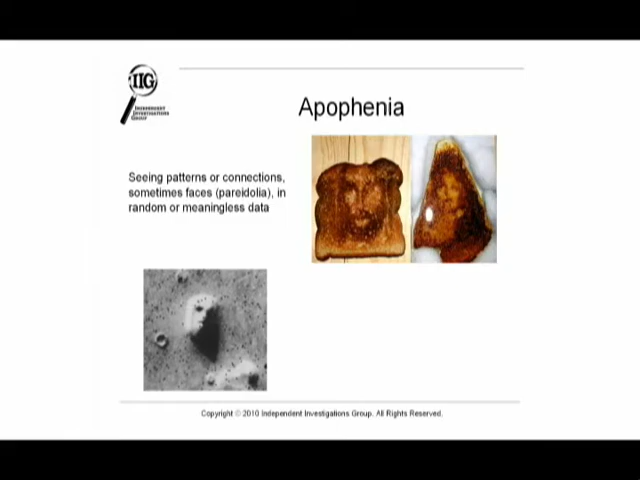 IIG
INDEPENDENT
INVESTIGATIONS
GROUP
Apophenia
Seeing patterns or connections,
sometimes faces (pareidolia), in
random or meaningless data
Copyright © 2010 Independent Investigations Group. All Rights Reserved.